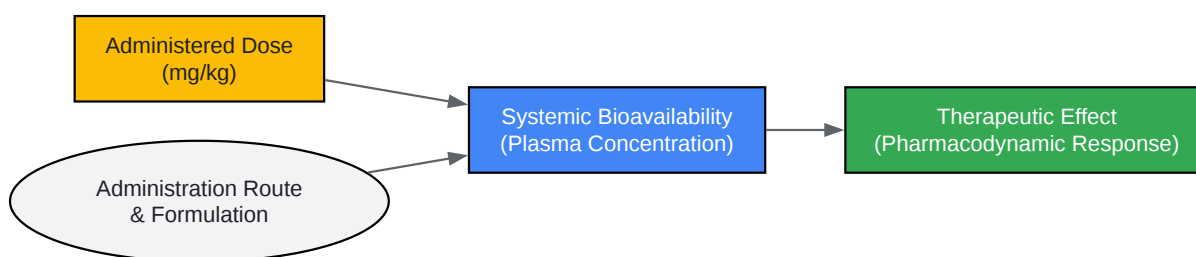 Administered Dose
(mg/kg)
Systemic Bioavailability
(Plasma Concentration)
Therapeutic Effect
(Pharmacodynamic Response)
Administration Route
& Formulation